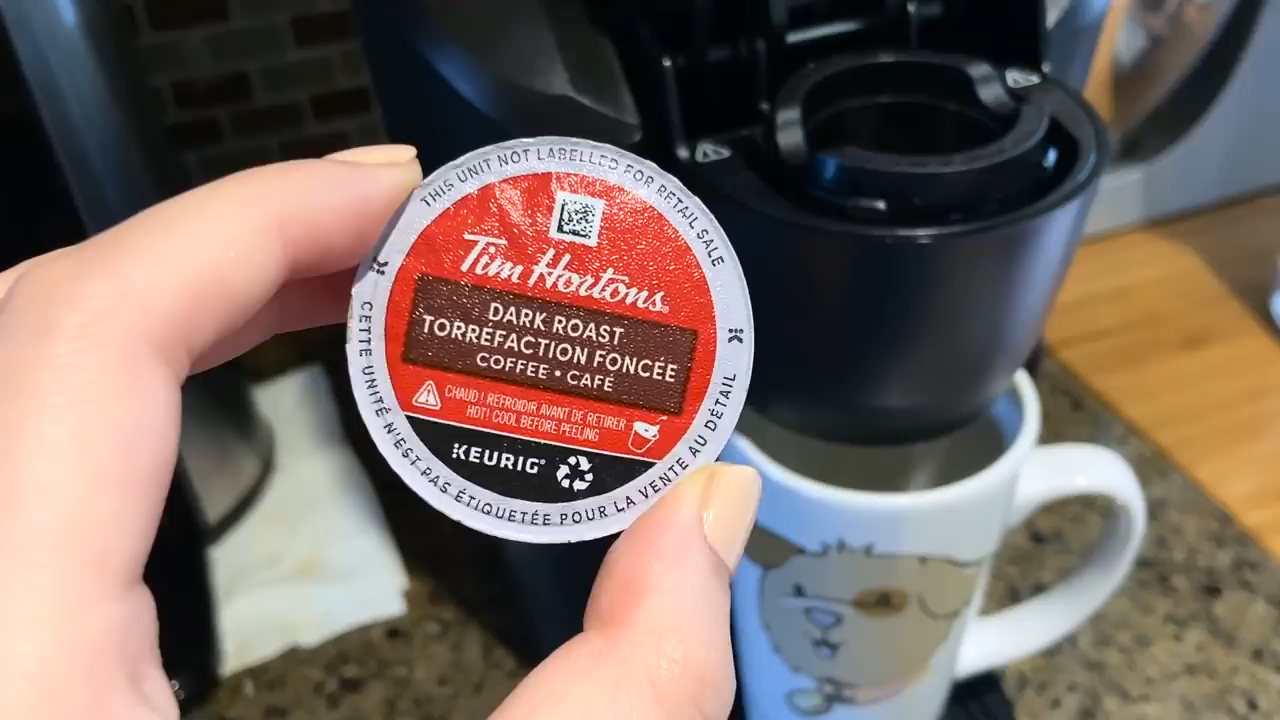 THIS UNIT NOT LABELLED FOR RETAIL SALE
Tim Hortons®
DARK ROAST
TORRÉFACTION FONCÉE
COFFEE • CAFÉ
CHAUD ! REFROIDIR AVANT DE RETIRER
HOT! COOL BEFORE PEELING
KEURIG®
CETTE UNITÉ N'EST PAS ÉTIQUETÉE POUR LA VENTE AU DÉTAIL